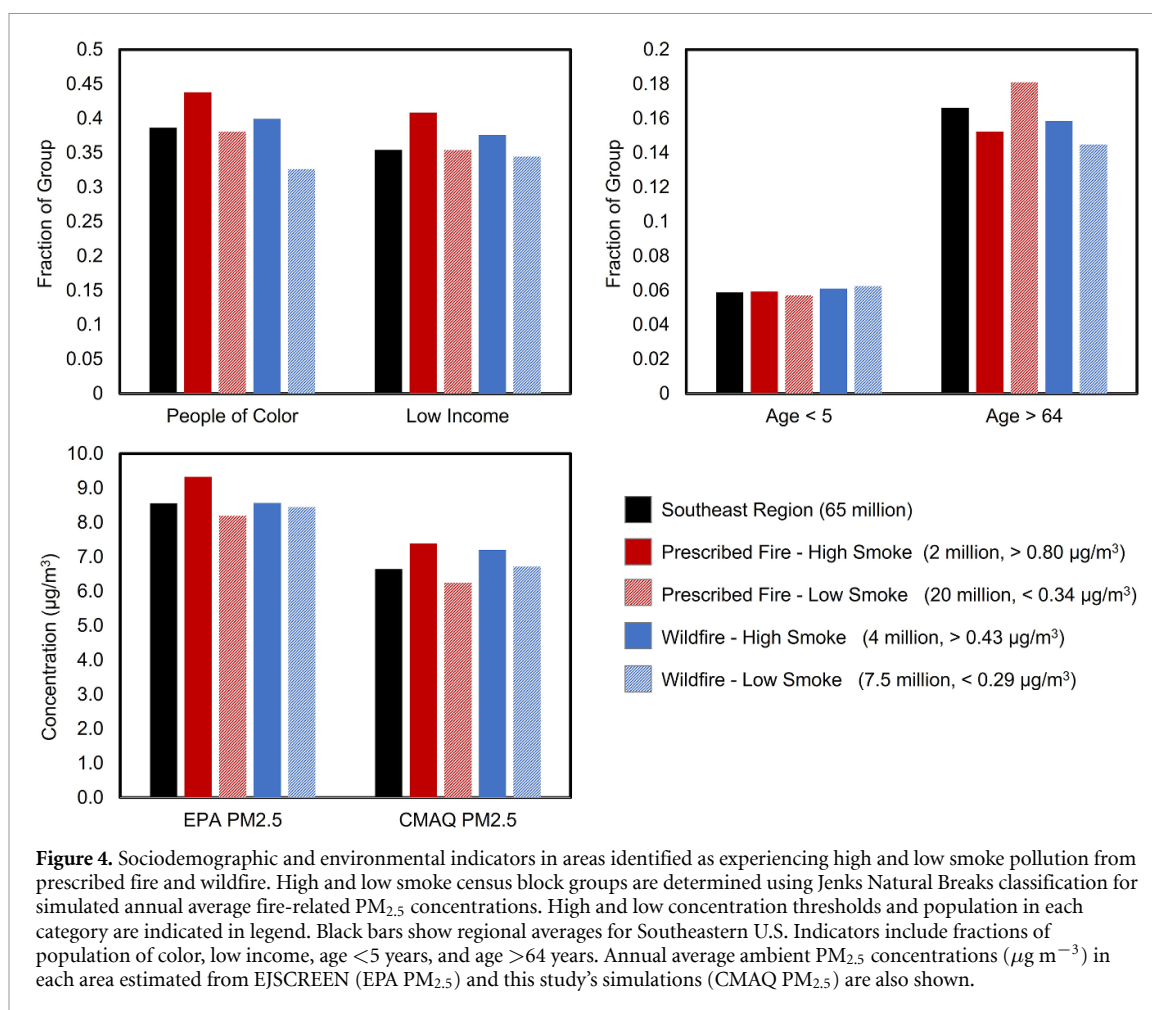 0.5
0.45
0.4
0.35
0.3
0.25
0.2
0.15
0.1
0.05
0
Fraction of Group
People of Color
Low Income
0.2
0.18
0.16
0.14
0.12
0.1
0.08
0.06
0.04
0.02
0
Fraction of Group
Age < 5
Age > 64
10.0
9.0
8.0
7.0
6.0
5.0
4.0
3.0
2.0
1.0
0.0
Concentration (µg/m³)
EPA PM2.5
CMAQ PM2.5
Southeast Region (65 million)
Prescribed Fire - High Smoke (2 million, > 0.80 µg/m³)
Prescribed Fire - Low Smoke (20 million, < 0.34 µg/m³)
Wildfire - High Smoke (4 million, > 0.43 µg/m³)
Wildfire - Low Smoke (7.5 million, < 0.29 µg/m³)
Figure 4. Sociodemographic and environmental indicators in areas identified as experiencing high and low smoke pollution from
prescribed fire and wildfire. High and low smoke census block groups are determined using Jenks Natural Breaks classification for
simulated annual average fire-related PM₂.₅ concentrations. High and low concentration thresholds and population in each
category are indicated in legend. Black bars show regional averages for Southeastern U.S. Indicators include fractions of
population of color, low income, age <5 years, and age >64 years. Annual average ambient PM₂.₅ concentrations (µg m⁻³) in
each area estimated from EJSCREEN (EPA PM₂.₅) and this study's simulations (CMAQ PM₂.₅) are also shown.